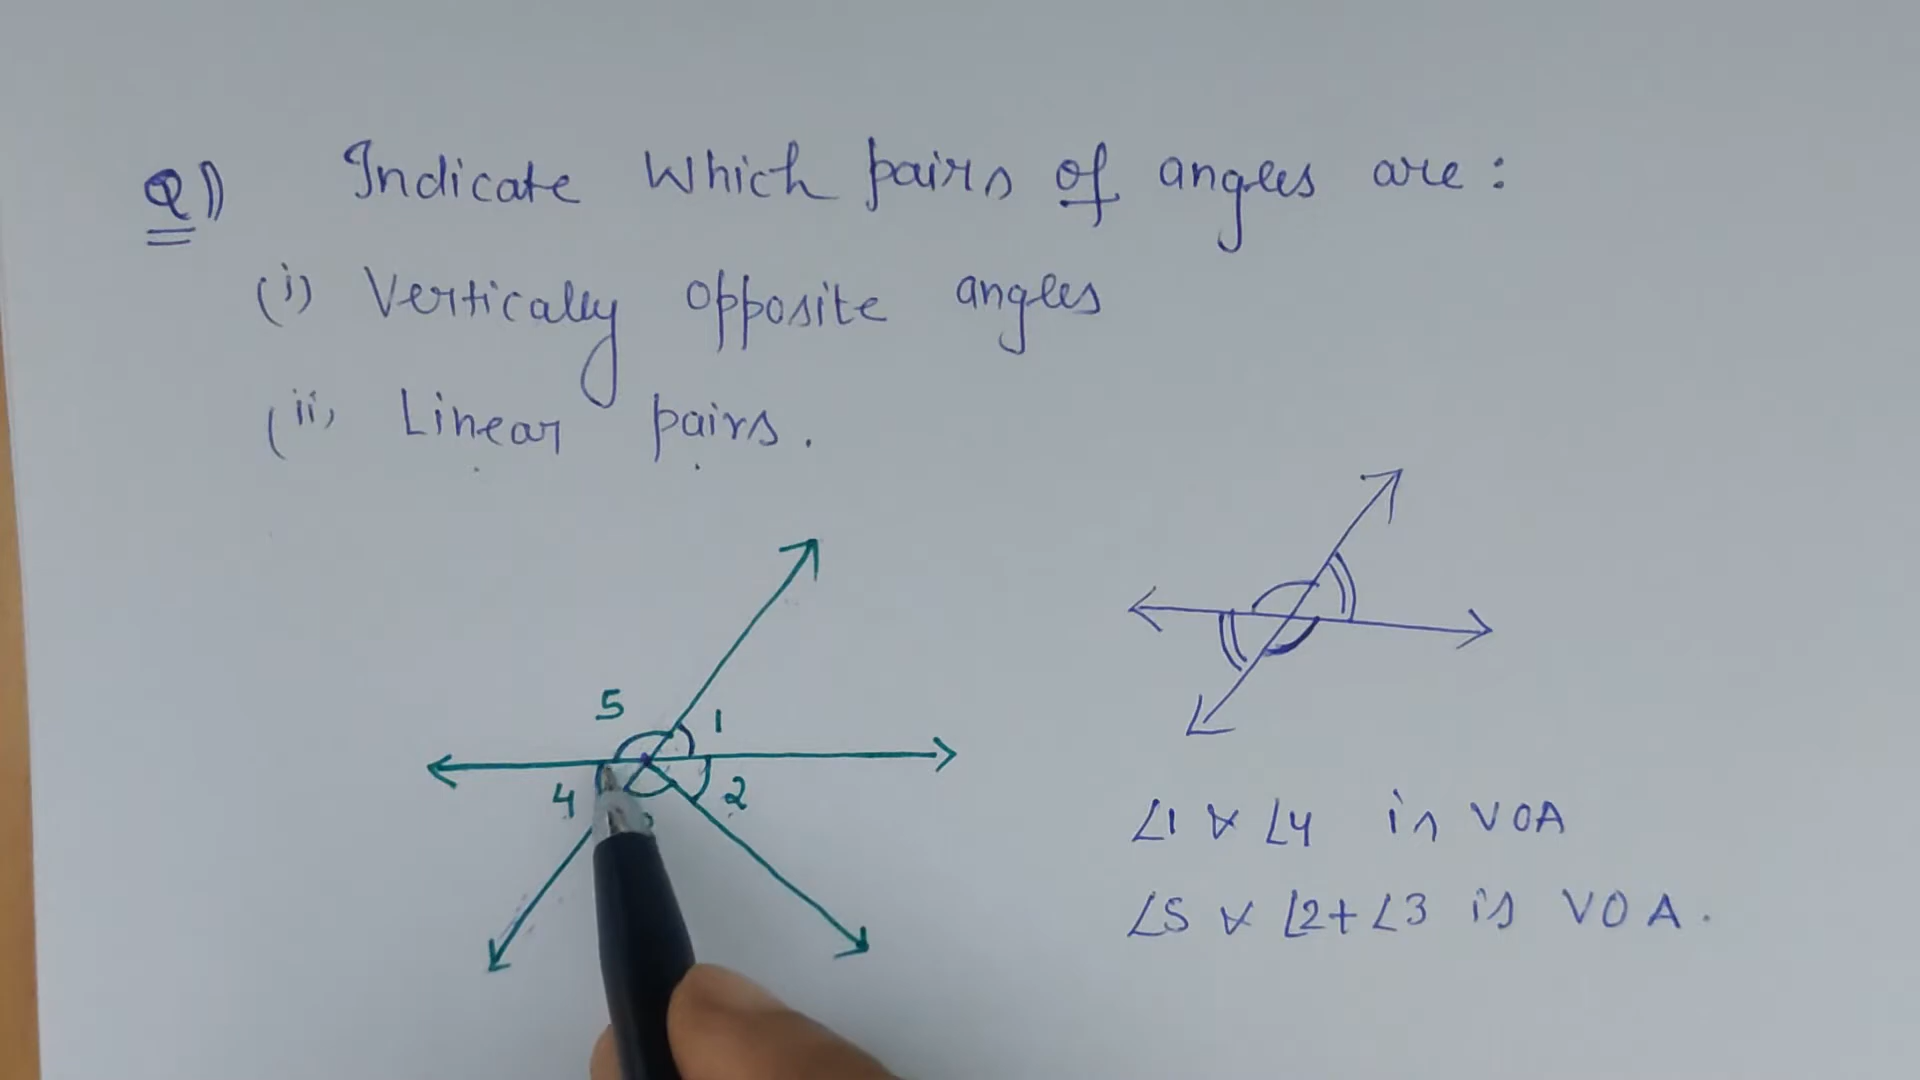 Q1) Indicate Which pairs of angles are:
(i) Vertically opposite angles
(ii) Linear pairs.
5
1
4
2
∠1 & ∠4 is VOA
∠5 & ∠2+∠3 is VOA.